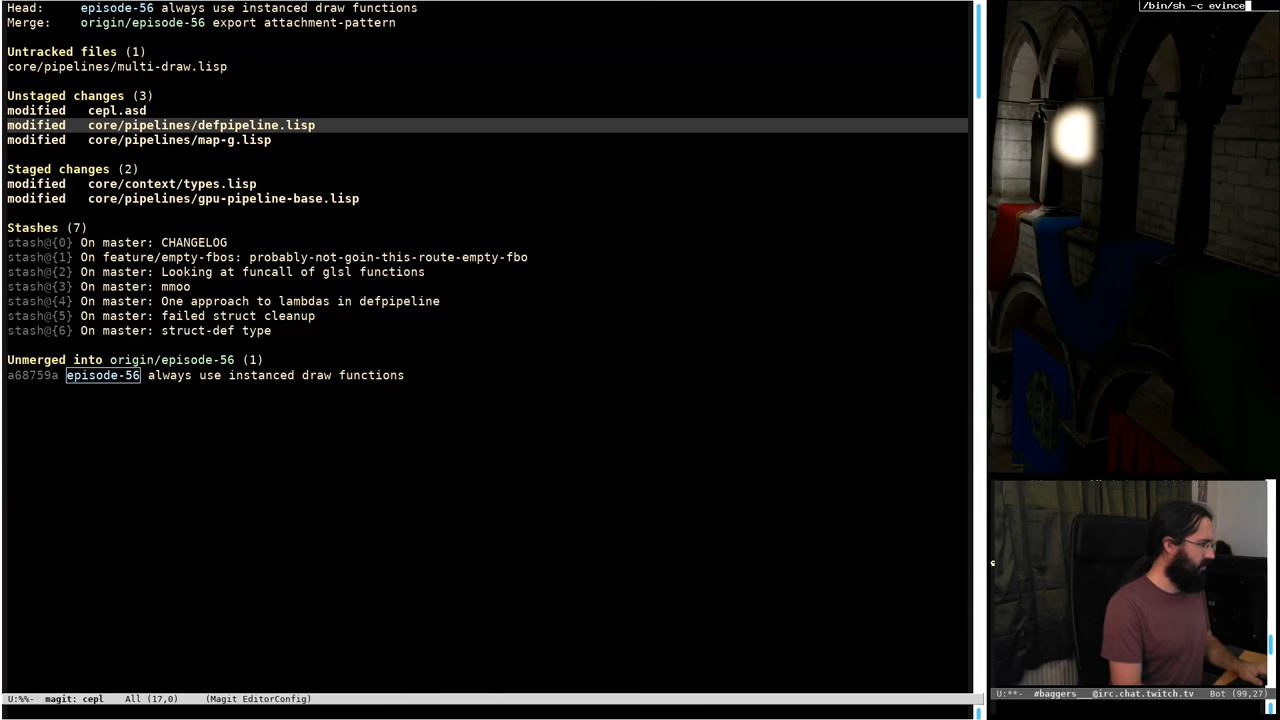 Head:     episode-56 always use instanced draw functions
Merge:    origin/episode-56 export attachment-pattern
Untracked files (1)
core/pipelines/multi-draw.lisp
Unstaged changes (3)
modified   cepl.asd
modified   core/pipelines/defpipeline.lisp
modified   core/pipelines/map-g.lisp
Staged changes (2)
modified   core/context/types.lisp
modified   core/pipelines/gpu-pipeline-base.lisp
Stashes (7)
stash@{0} On master: CHANGELOG
stash@{1} On feature/empty-fbos: probably-not-goin-this-route-empty-fbo
stash@{2} On master: Looking at funcall of glsl functions
stash@{3} On master: mmoo
stash@{4} On master: One approach to lambdas in defpipeline
stash@{5} On master: failed struct cleanup
stash@{6} On master: struct-def type
Unmerged into origin/episode-56 (1)
a68759a episode-56 always use instanced draw functions
U:%%-  magit: cepl    All (17,0)    (Magit EditorConfig)
/bin/sh -c evince
U:**-  #baggers___@irc.chat.twitch.tv   Bot (99,27)